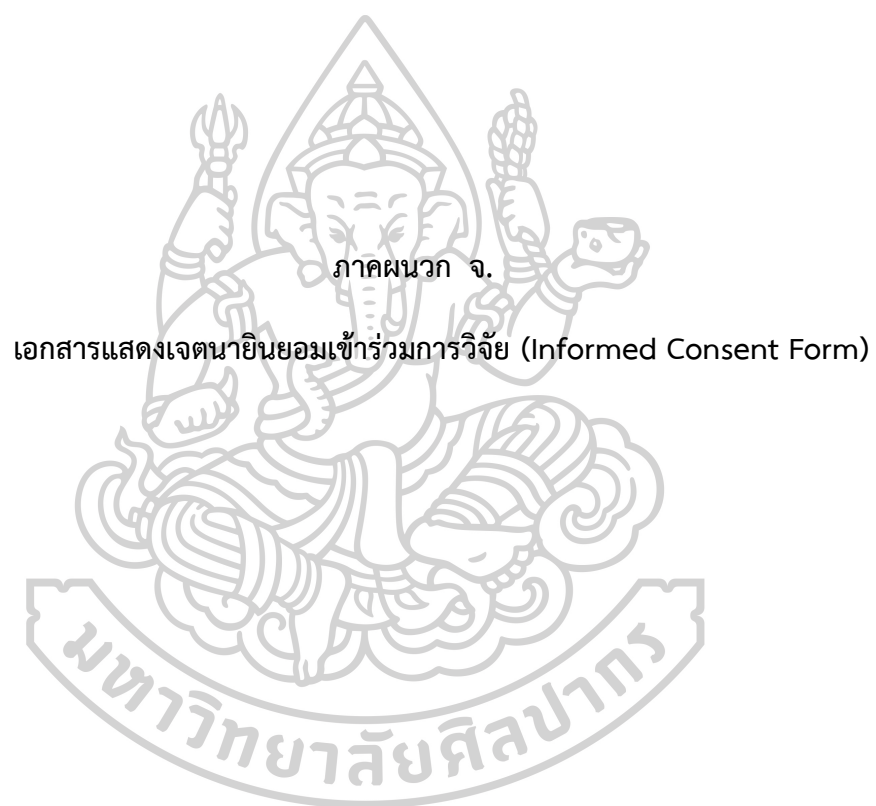 ภาคผนวก จ.
เอกสารแสดงเจตนายินยอมเข้าร่วมการวิจัย (Informed Consent Form)
มหาวิทยาลัยศิลปากร